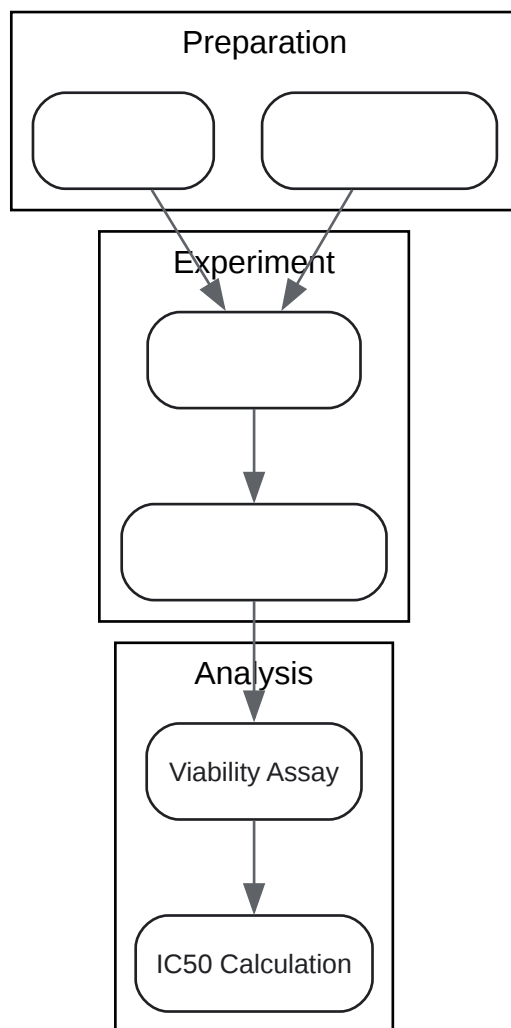 Preparation
Experiment
Analysis
Viability Assay
IC50 Calculation